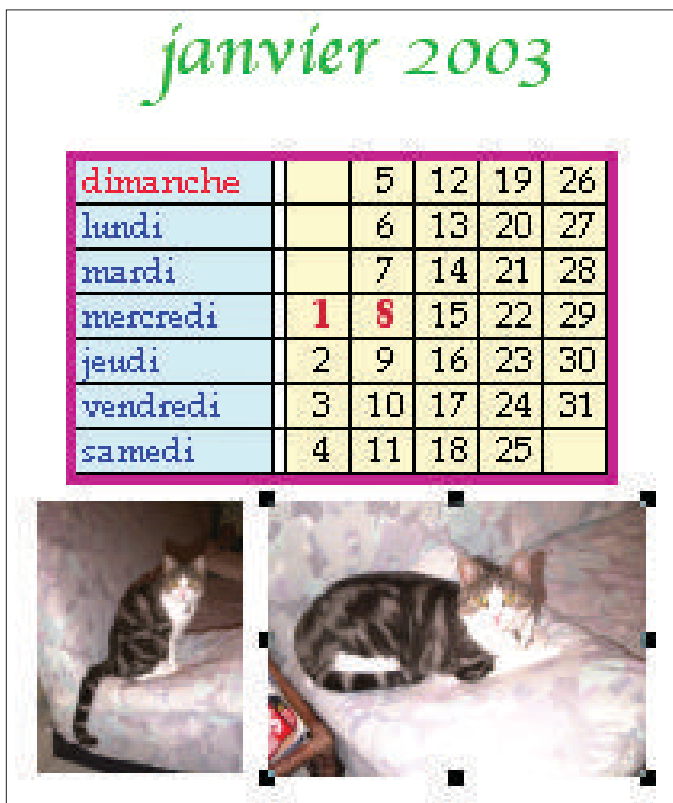 janvier 2003
dimanche 5 12 19 26
lundi 6 13 20 27
mardi 7 14 21 28
mercredi 1 8 15 22 29
jeudi 2 9 16 23 30
vendredi 3 10 17 24 31
samedi 4 11 18 25